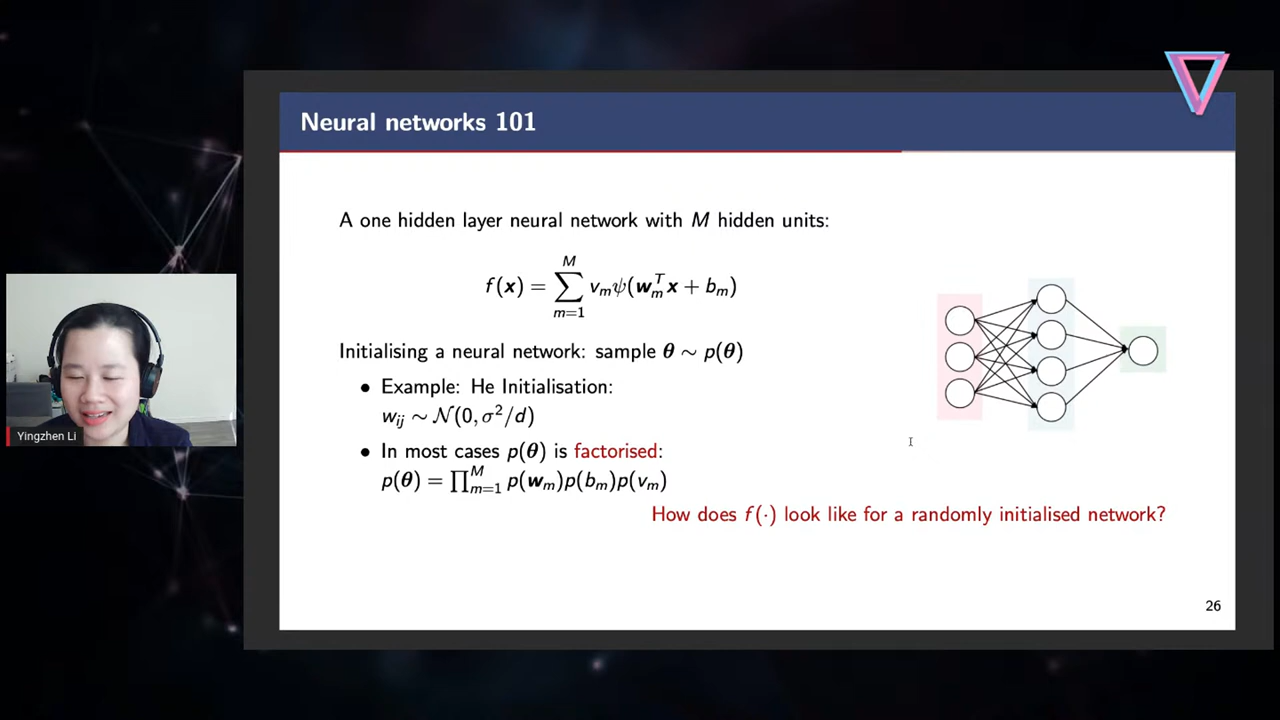 Neural networks 101
A one hidden layer neural network with M hidden units:
f(x) = ∑_{m=1}^{M} v_m ψ(w_m^T x + b_m)
Initialising a neural network: sample θ ∼ p(θ)
• Example: He Initialisation:
w_{ij} ∼ N(0, σ²/d)
• In most cases p(θ) is factorised:
p(θ) = ∏_{m=1}^{M} p(w_m)p(b_m)p(v_m)
How does f(·) look like for a randomly initialised network?
26
Yingzhen Li